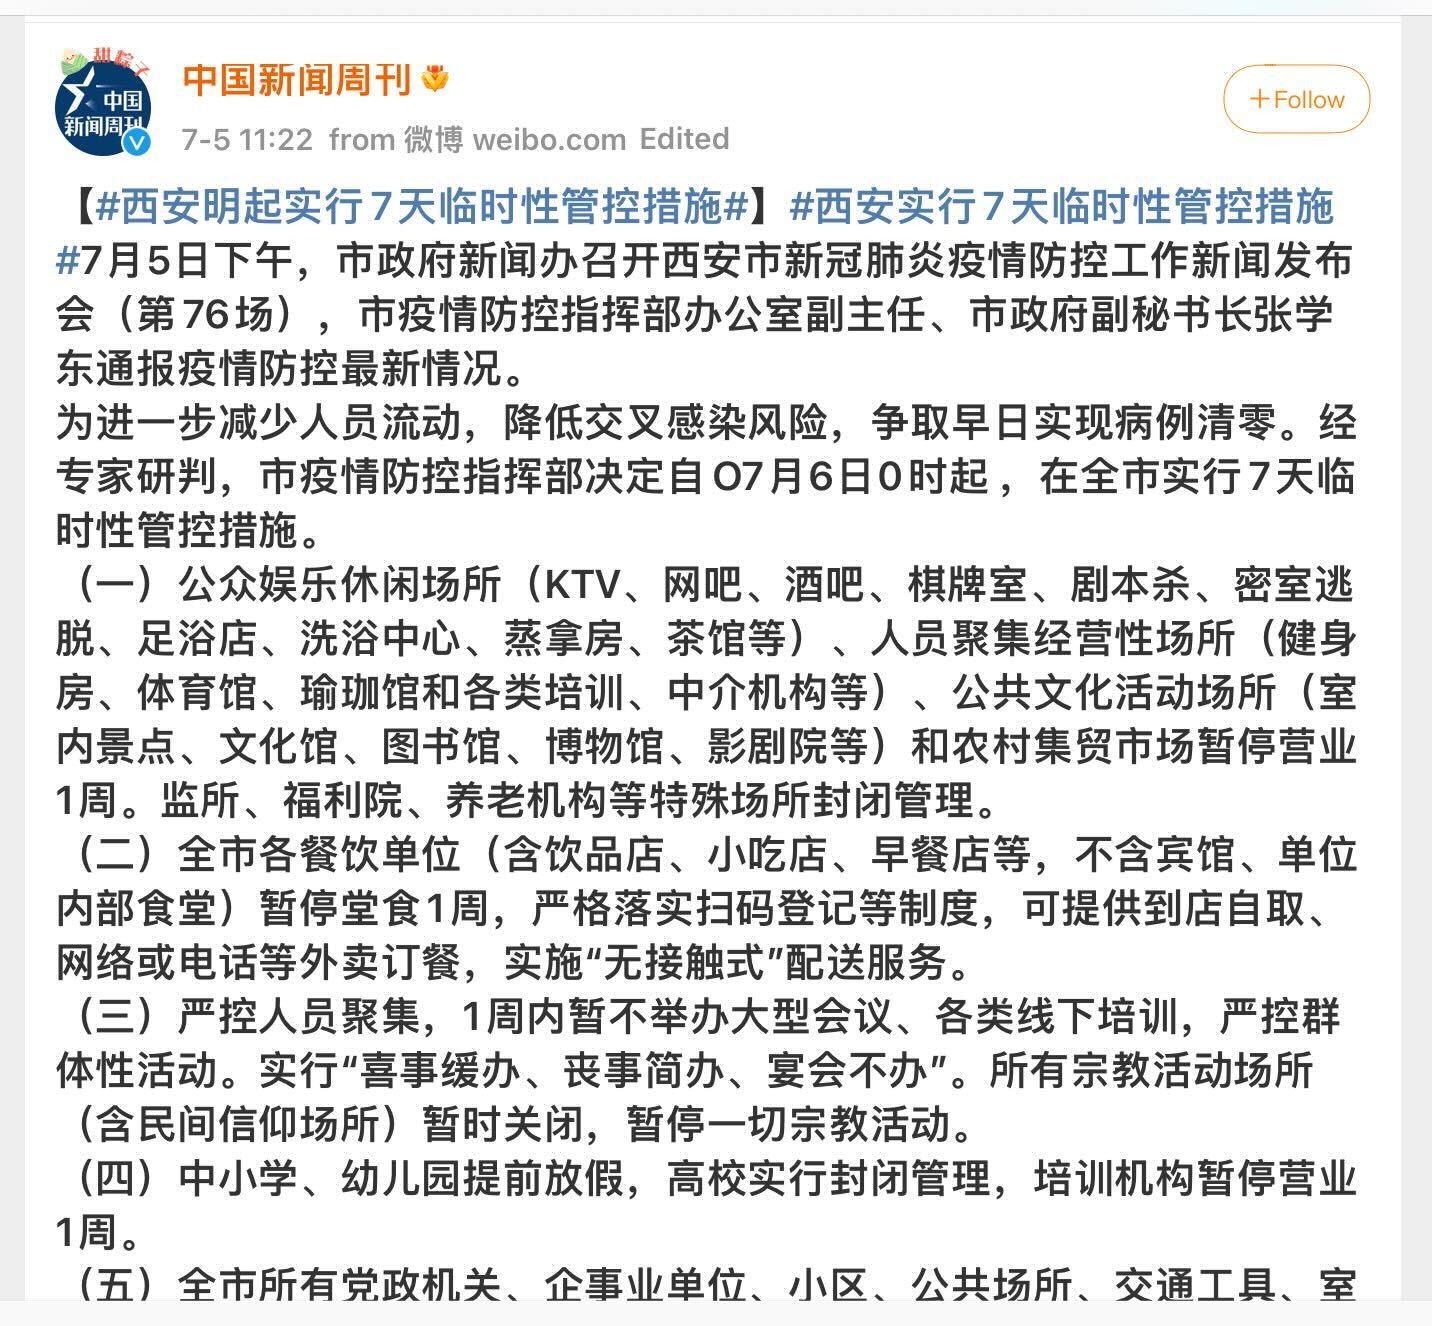 甜粽子
中国
新闻周刊
中国新闻周刊
+Follow
7-5 11:22 from 微博 weibo.com Edited
【#西安明起实行7天临时性管控措施#】#西安实行7天临时性管控措施
#7月5日下午，市政府新闻办召开西安市新冠肺炎疫情防控工作新闻发布
会（第76场），市疫情防控指挥部办公室副主任、市政府副秘书长张学
东通报疫情防控最新情况。
为进一步减少人员流动，降低交叉感染风险，争取早日实现病例清零。经
专家研判，市疫情防控指挥部决定自O7月6日0时起，在全市实行7天临
时性管控措施。
（一）公众娱乐休闲场所（KTV、网吧、酒吧、棋牌室、剧本杀、密室逃
脱、足浴店、洗浴中心、蒸拿房、茶馆等）、人员聚集经营性场所（健身
房、体育馆、瑜珈馆和各类培训、中介机构等）、公共文化活动场所（室
内景点、文化馆、图书馆、博物馆、影剧院等）和农村集贸市场暂停营业
1周。监所、福利院、养老机构等特殊场所封闭管理。
（二）全市各餐饮单位（含饮品店、小吃店、早餐店等，不含宾馆、单位
内部食堂）暂停堂食1周，严格落实扫码登记等制度，可提供到店自取、
网络或电话等外卖订餐，实施“无接触式”配送服务。
（三）严控人员聚集，1周内暂不举办大型会议、各类线下培训，严控群
体性活动。实行“喜事缓办、丧事简办、宴会不办”。所有宗教活动场所
（含民间信仰场所）暂时关闭，暂停一切宗教活动。
（四）中小学、幼儿园提前放假，高校实行封闭管理，培训机构暂停营业
1周。
（五）全市所有党政机关、企事业单位、小区、公共场所、交通工具、室